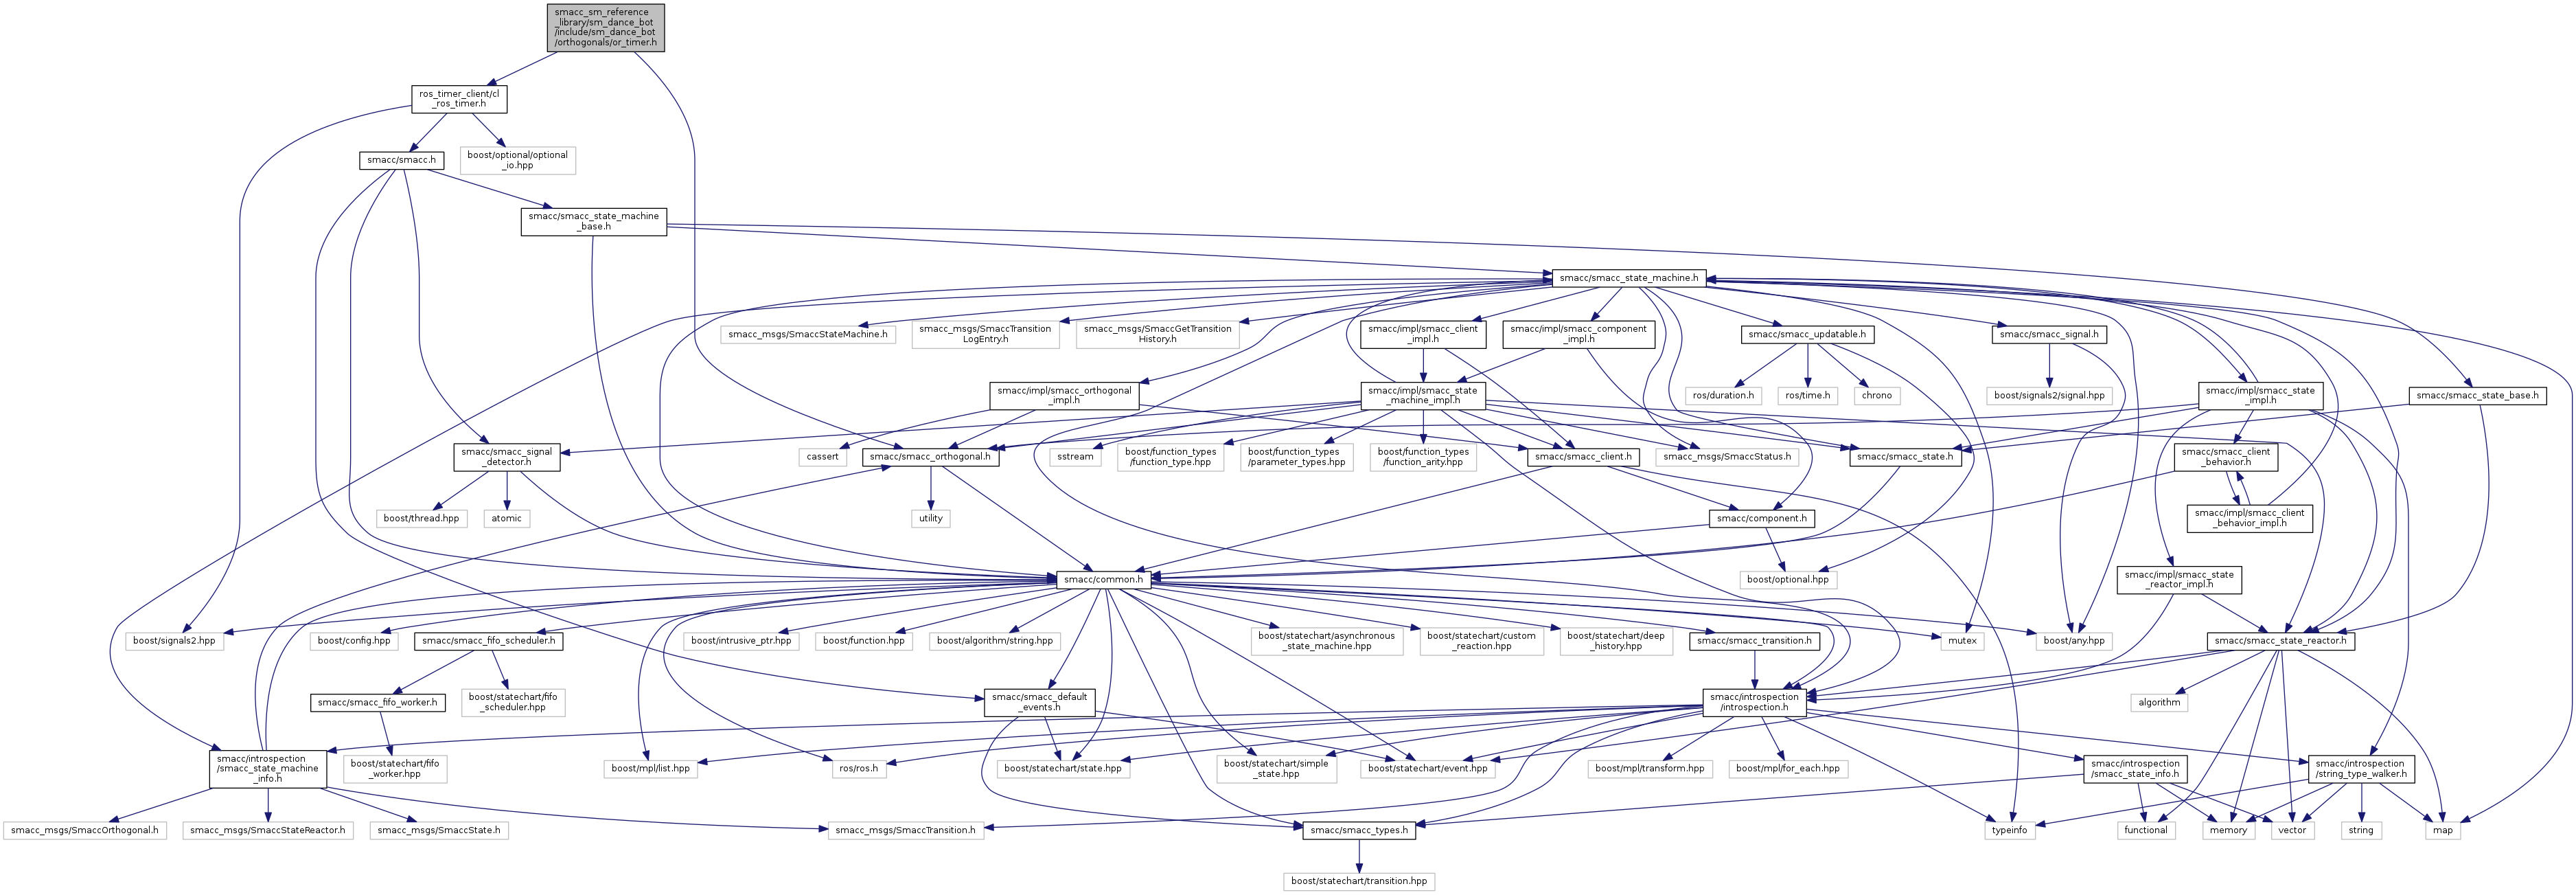 smacc_sm_reference
_library/sm_dance_bot
/include/sm_dance_bot
/orthogonals/or_timer.h
ros_timer_client/cl
_ros_timer.h
smacc/smacc.h
boost/optional/optional
_io.hpp
smacc/smacc_state_machine
_base.h
smacc/smacc_state_machine.h
smacc_msgs/SmaccStateMachine.h
smacc_msgs/SmaccTransition
LogEntry.h
smacc_msgs/SmaccGetTransition
History.h
smacc/impl/smacc_client
_impl.h
smacc/impl/smacc_component
_impl.h
smacc/smacc_updatable.h
smacc/smacc_signal.h
smacc/impl/smacc_orthogonal
_impl.h
smacc/impl/smacc_state
_machine_impl.h
ros/duration.h
ros/time.h
chrono
boost/signals2/signal.hpp
smacc/impl/smacc_state
_impl.h
smacc/smacc_state_base.h
smacc/smacc_signal
_detector.h
cassert
smacc/smacc_orthogonal.h
sstream
boost/function_types
/function_type.hpp
boost/function_types
/parameter_types.hpp
boost/function_types
/function_arity.hpp
smacc/smacc_client.h
smacc_msgs/SmaccStatus.h
smacc/smacc_state.h
smacc/smacc_client
_behavior.h
boost/thread.hpp
atomic
utility
smacc/component.h
smacc/impl/smacc_client
_behavior_impl.h
smacc/common.h
boost/optional.hpp
smacc/impl/smacc_state
_reactor_impl.h
boost/signals2.hpp
boost/config.hpp
smacc/smacc_fifo_scheduler.h
boost/intrusive_ptr.hpp
boost/function.hpp
boost/algorithm/string.hpp
boost/statechart/asynchronous
_state_machine.hpp
boost/statechart/custom
_reaction.hpp
boost/statechart/deep
_history.hpp
smacc/smacc_transition.h
mutex
boost/any.hpp
smacc/smacc_state_reactor.h
smacc/smacc_fifo_worker.h
boost/statechart/fifo
_scheduler.hpp
smacc/smacc_default
_events.h
smacc/introspection
/introspection.h
algorithm
smacc/introspection
/smacc_state_machine
_info.h
boost/statechart/fifo
_worker.hpp
boost/mpl/list.hpp
ros/ros.h
boost/statechart/state.hpp
boost/statechart/simple
_state.hpp
boost/statechart/event.hpp
boost/mpl/transform.hpp
boost/mpl/for_each.hpp
smacc/introspection
/smacc_state_info.h
smacc/introspection
/string_type_walker.h
smacc_msgs/SmaccOrthogonal.h
smacc_msgs/SmaccStateReactor.h
smacc_msgs/SmaccState.h
smacc_msgs/SmaccTransition.h
smacc/smacc_types.h
typeinfo
functional
memory
vector
string
map
boost/statechart/transition.hpp